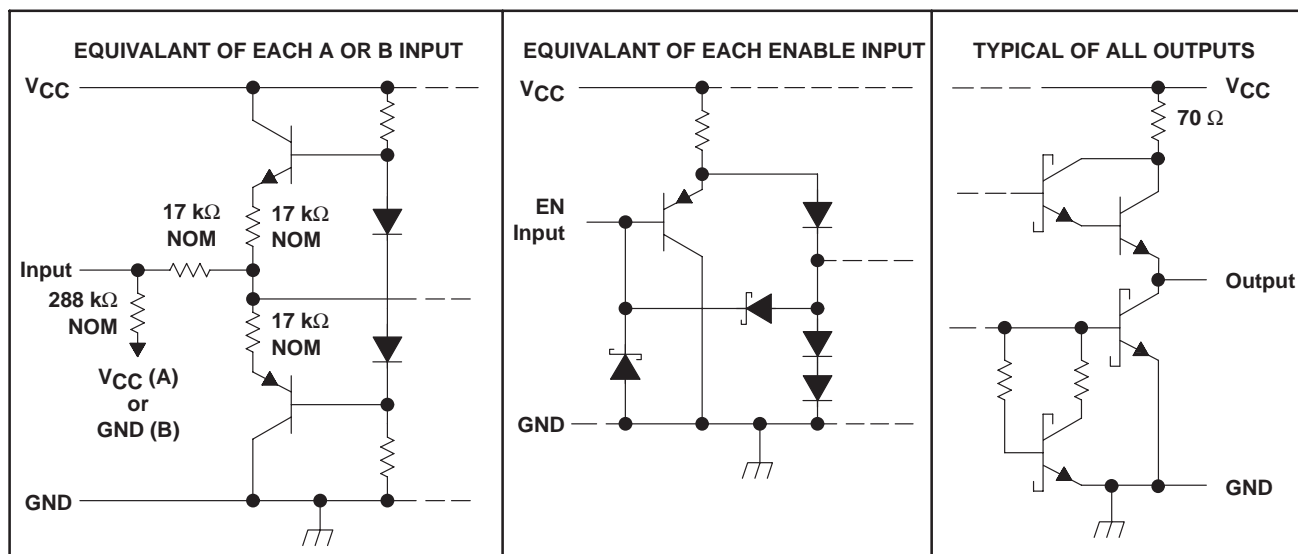 EQUIVALANT OF EACH A OR B INPUT
VCC
17 kΩ
NOM
17 kΩ
NOM
Input
288 kΩ
NOM
17 kΩ
NOM
VCC (A)
or
GND (B)
GND
EQUIVALANT OF EACH ENABLE INPUT
VCC
EN
Input
GND
TYPICAL OF ALL OUTPUTS
VCC
70 Ω
Output
GND